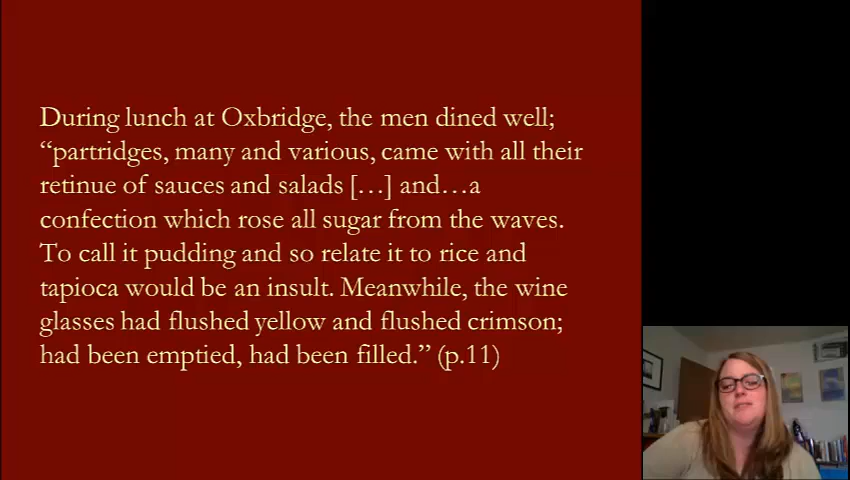 During lunch at Oxbridge, the men dined well;
“partridges, many and various, came with all their
retinue of sauces and salads […] and…a
confection which rose all sugar from the waves.
To call it pudding and so relate it to rice and
tapioca would be an insult. Meanwhile, the wine
glasses had flushed yellow and flushed crimson;
had been emptied, had been filled.” (p.11)